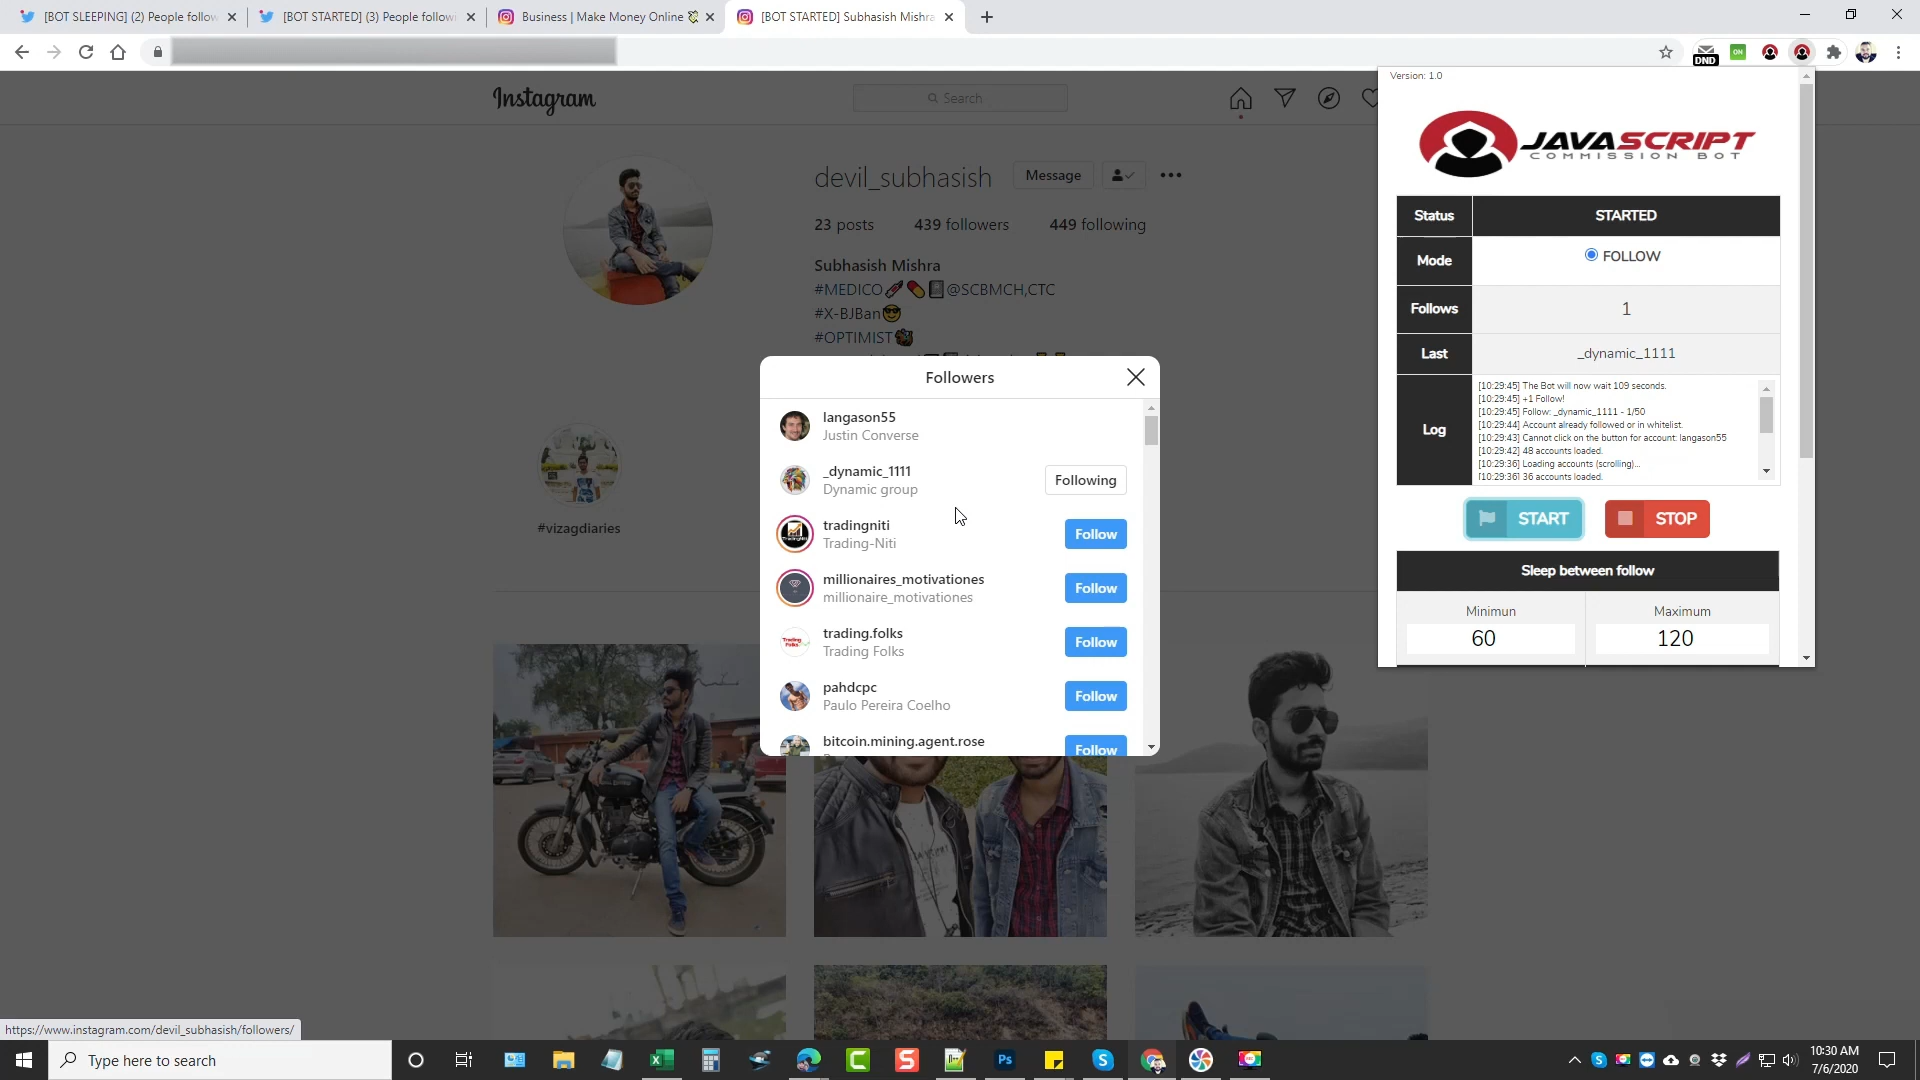 [BOT SLEEPING] (2) People follow
[BOT STARTED] (3) People followi
Business | Make Money Online
[BOT STARTED] Subhasish Mishra
ON
DND
Version: 1.0
Instagram
Search
JAVASCRIPT
COMMISSION BOT
devil_subhasish
Message
23 posts
439 followers
449 following
Subhasish Mishra
#MEDICO💉💊📓@SCBMCH,CTC
#X-BJBan😎
#OPTIMIST
#vizagdiaries
Followers
langason55
Justin Converse
_dynamic_1111
Dynamic group
Following
tradingniti
Trading-Niti
Follow
millionaires_motivationes
millionaire_motivationes
Follow
trading.folks
Trading Folks
Follow
pahdcpc
Paulo Pereira Coelho
Follow
bitcoin.mining.agent.rose
Follow
Status
STARTED
Mode
FOLLOW
Follows
1
Last
_dynamic_1111
Log
[10:29:45] The Bot will now wait 109 seconds.
[10:29:45] +1 Follow!
[10:29:45] Follow: _dynamic_1111 - 1/50
[10:29:44] Account already followed or in whitelist.
[10:29:43] Cannot click on the button for account: langason55
[10:29:42] 48 accounts loaded.
[10:29:36] Loading accounts (scrolling)...
[10:29:36] 36 accounts loaded.
START
STOP
Sleep between follow
Minimun
Maximum
60
120
https://www.instagram.com/devil_subhasish/followers/
Type here to search
Ps
10:30 AM
7/6/2020